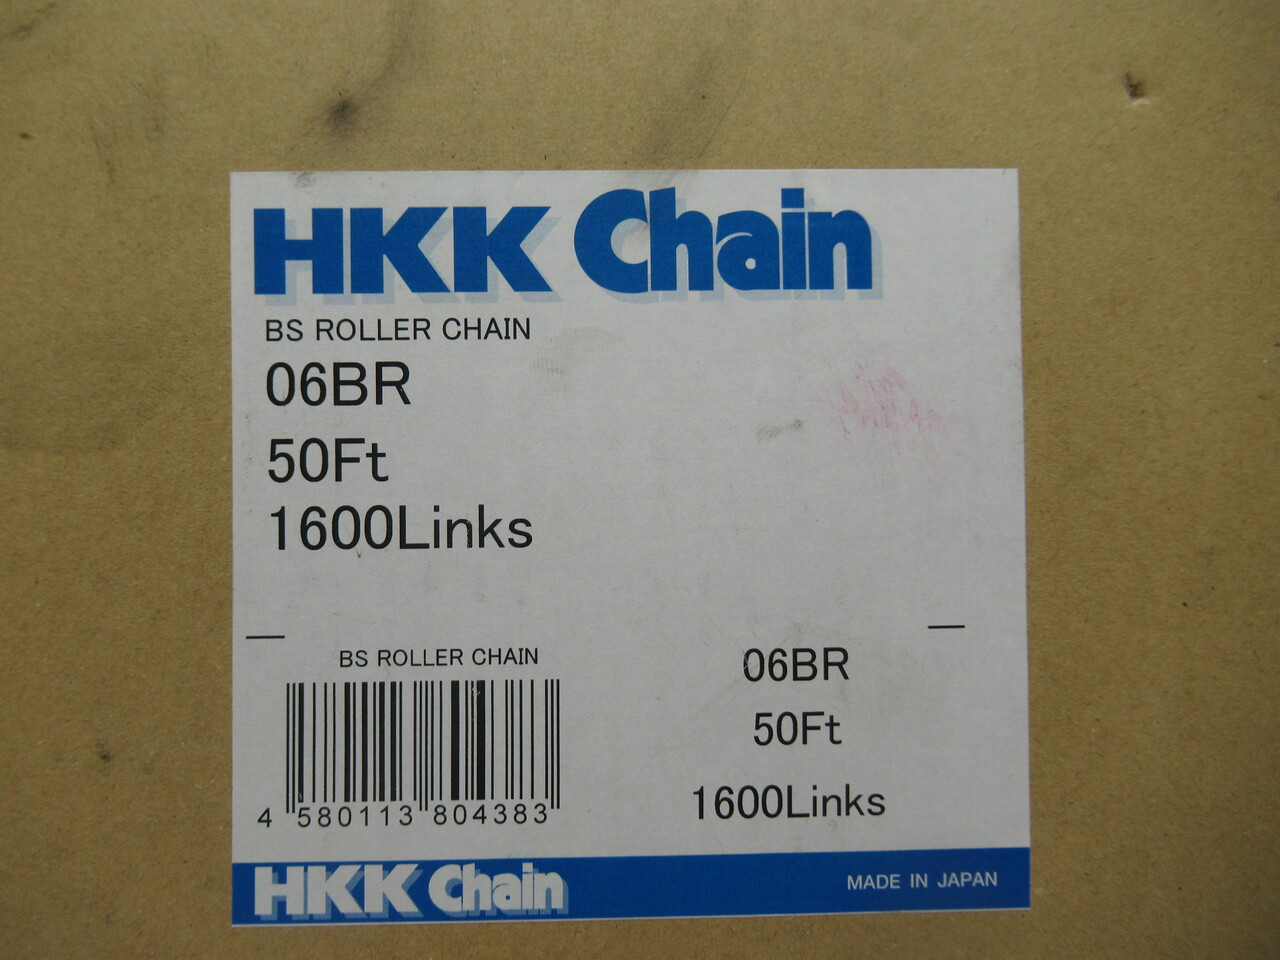 HKK Chain
BS ROLLER CHAIN
06BR
50Ft
1600Links
BS ROLLER CHAIN
06BR
50Ft
1600Links
4 580113 804383
HKK Chain
MADE IN JAPAN